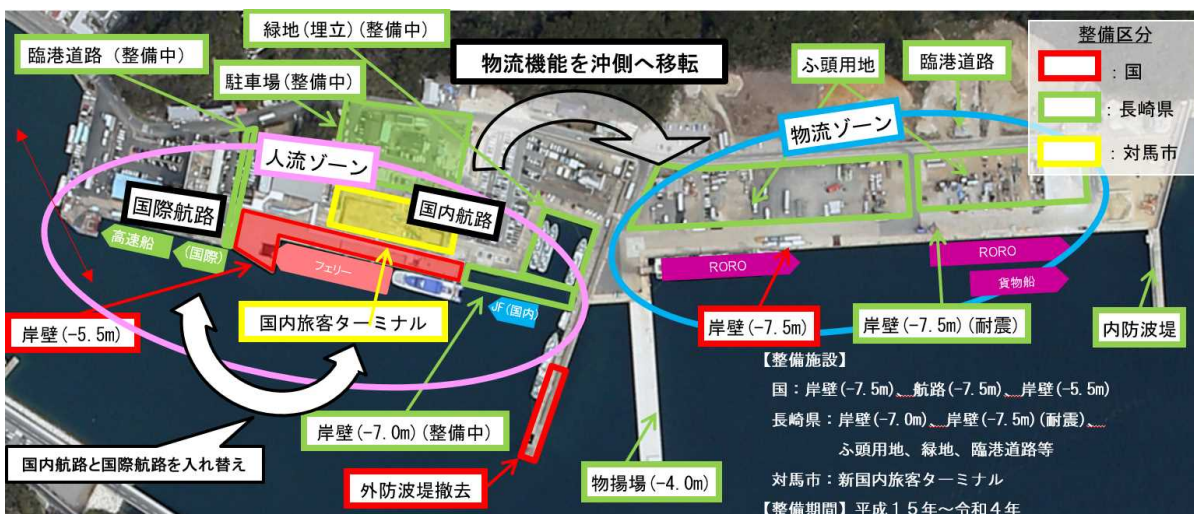 整備区分
：国
：長崎県
：対馬市
緑地(埋立)(整備中)
臨港道路(整備中)
駐車場(整備中)
物流機能を沖側へ移転
ふ頭用地
臨港道路
人流ゾーン
物流ゾーン
国際航路
国内航路
高速船
(国際)
フェリー
JF(国内)
RORO
RORO
貨物船
岸壁(-5.5m)
国内旅客ターミナル
岸壁(-7.5m)
岸壁(-7.5m)(耐震)
内防波堤
岸壁(-7.0m)(整備中)
国内航路と国際航路を入れ替え
外防波堤撤去
物揚場(-4.0m)
【整備施設】
国：岸壁(-7.5m)、航路(-7.5m)、岸壁(-5.5m)
長崎県：岸壁(-7.0m)、岸壁(-7.5m)(耐震)、
ふ頭用地、緑地、臨港道路等
対馬市：新国内旅客ターミナル
【整備期間】平成15年～令和4年